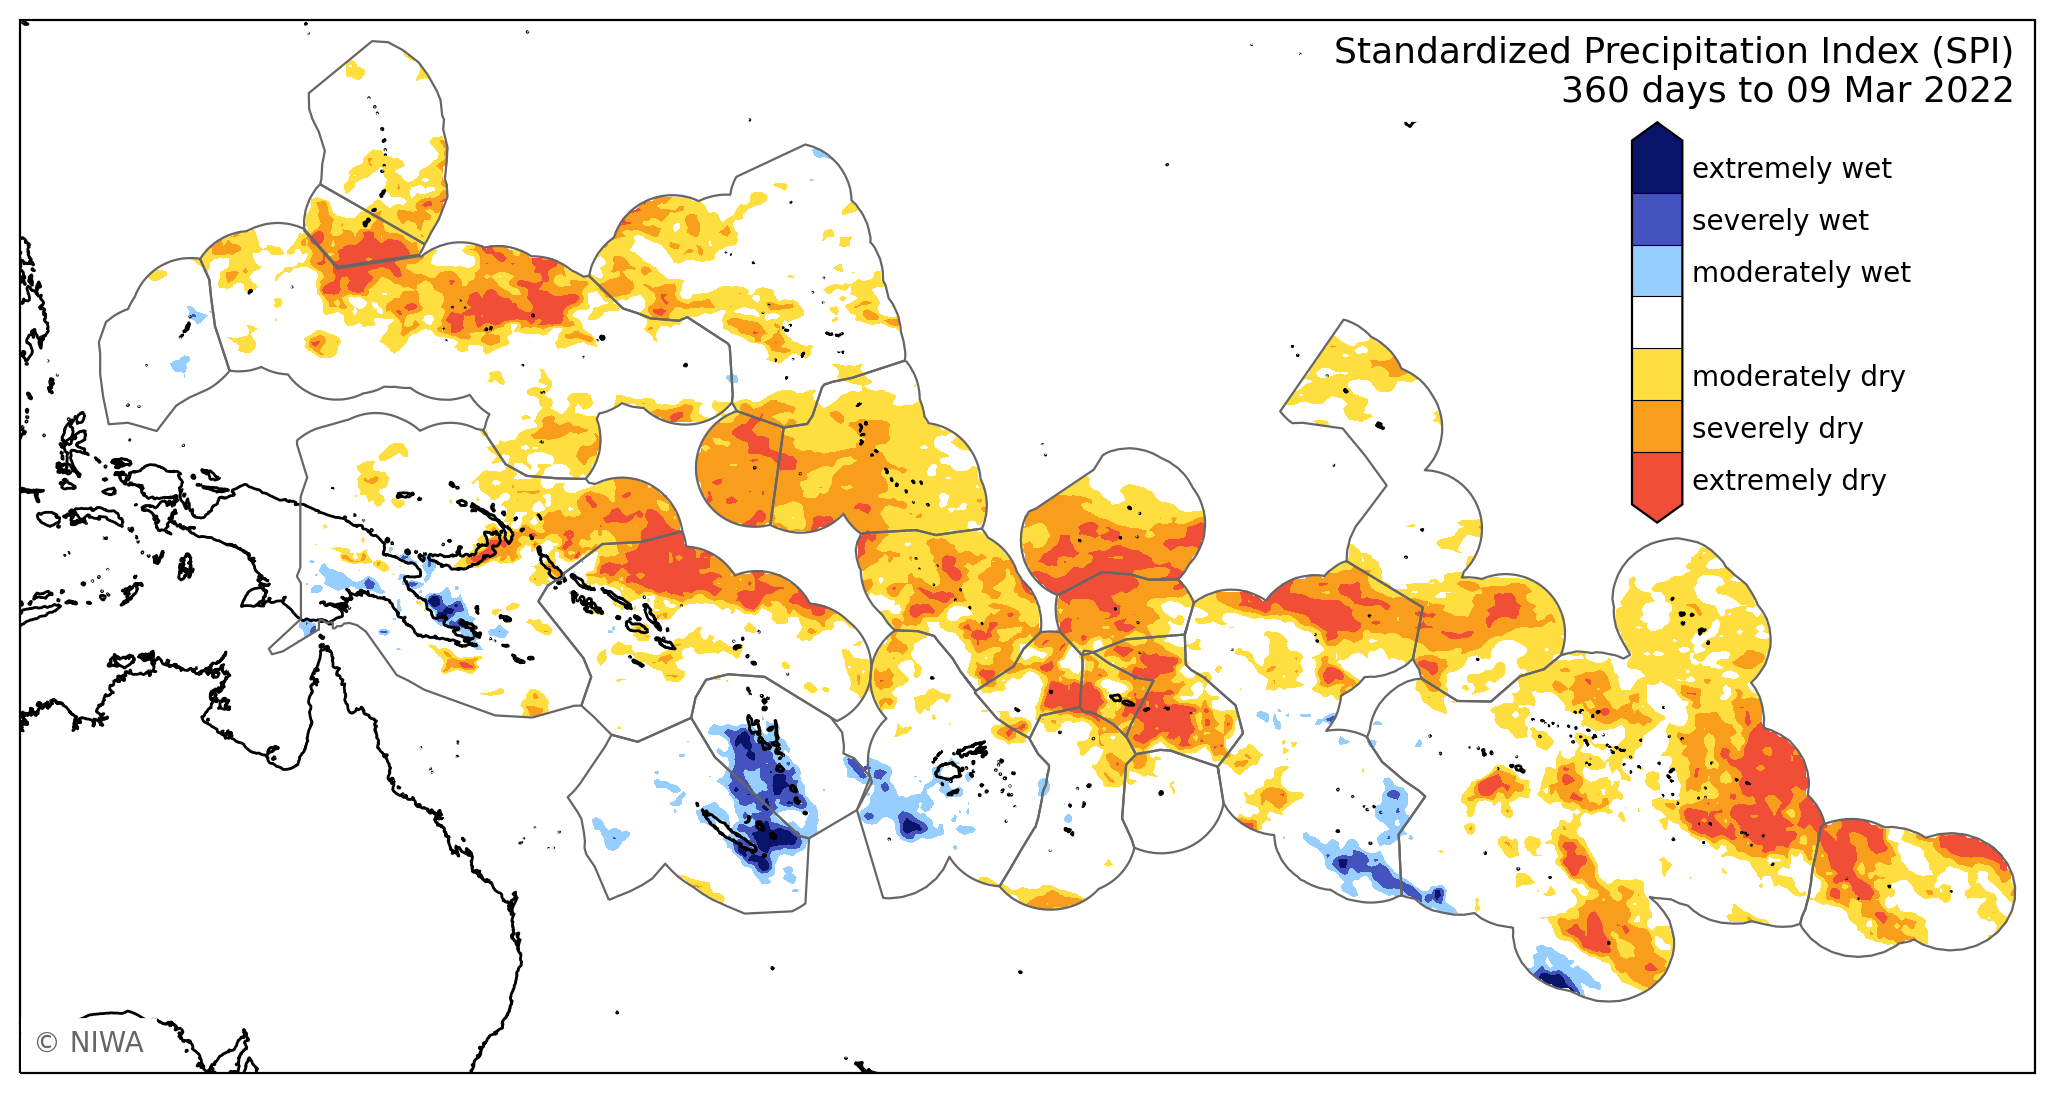 Standardized Precipitation Index (SPI)
360 days to 09 Mar 2022
extremely wet
severely wet
moderately wet
moderately dry
severely dry
extremely dry
© NIWA